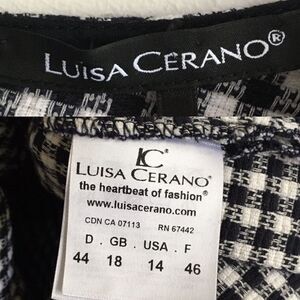 LUISA CERANO®
LC
LUISA CERANO®
the heartbeat of fashion®
www.luisacerano.com
CDN CA 07113 RN 67442
D . GB . USA . F
44 18 14 46